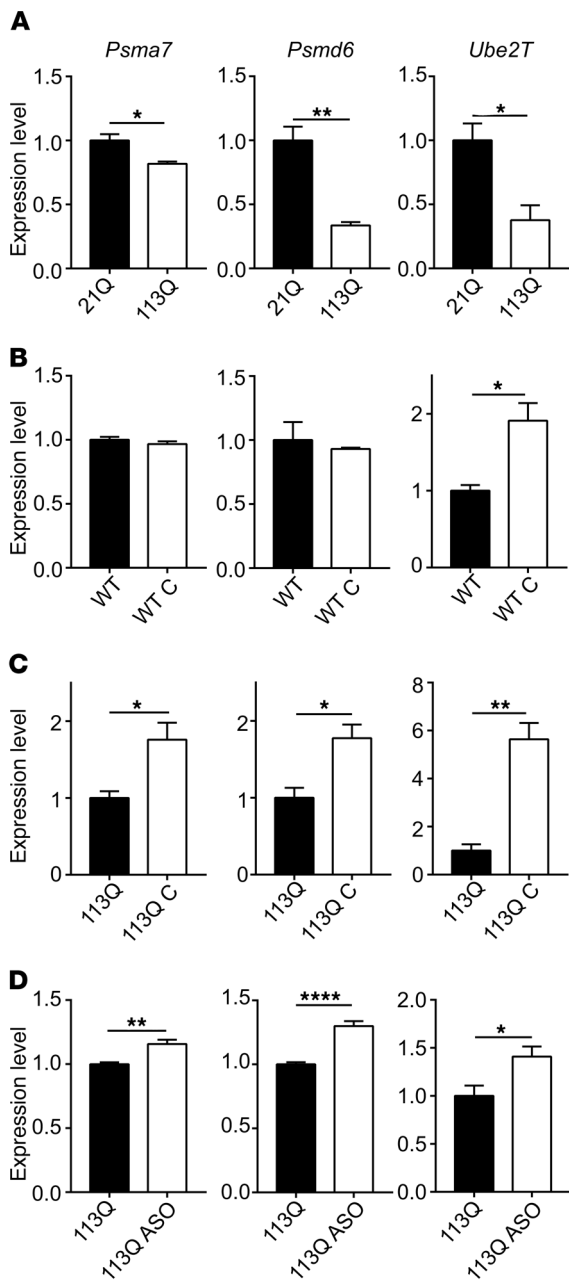 A
Psma7 Psmd6 Ube2T
Expression level
1.5 1.0 0.5 0.0
*
21Q 113Q
1.5 1.0 0.5 0.0
**
21Q 113Q
1.5 1.0 0.5 0.0
*
21Q 113Q
B
Expression level
1.5 1.0 0.5 0.0
WT WT C
1.5 1.0 0.5 0.0
WT WT C
2 1 0
*
WT WT C
C
Expression level
2 1 0
*
113Q 113Q C
2 1 0
*
113Q 113Q C
8 6 4 2 0
**
113Q 113Q C
D
Expression level
1.5 1.0 0.5 0.0
**
113Q 113Q ASO
1.5 1.0 0.5 0.0
****
113Q 113Q ASO
2.0 1.5 1.0 0.5 0.0
*
113Q 113Q ASO